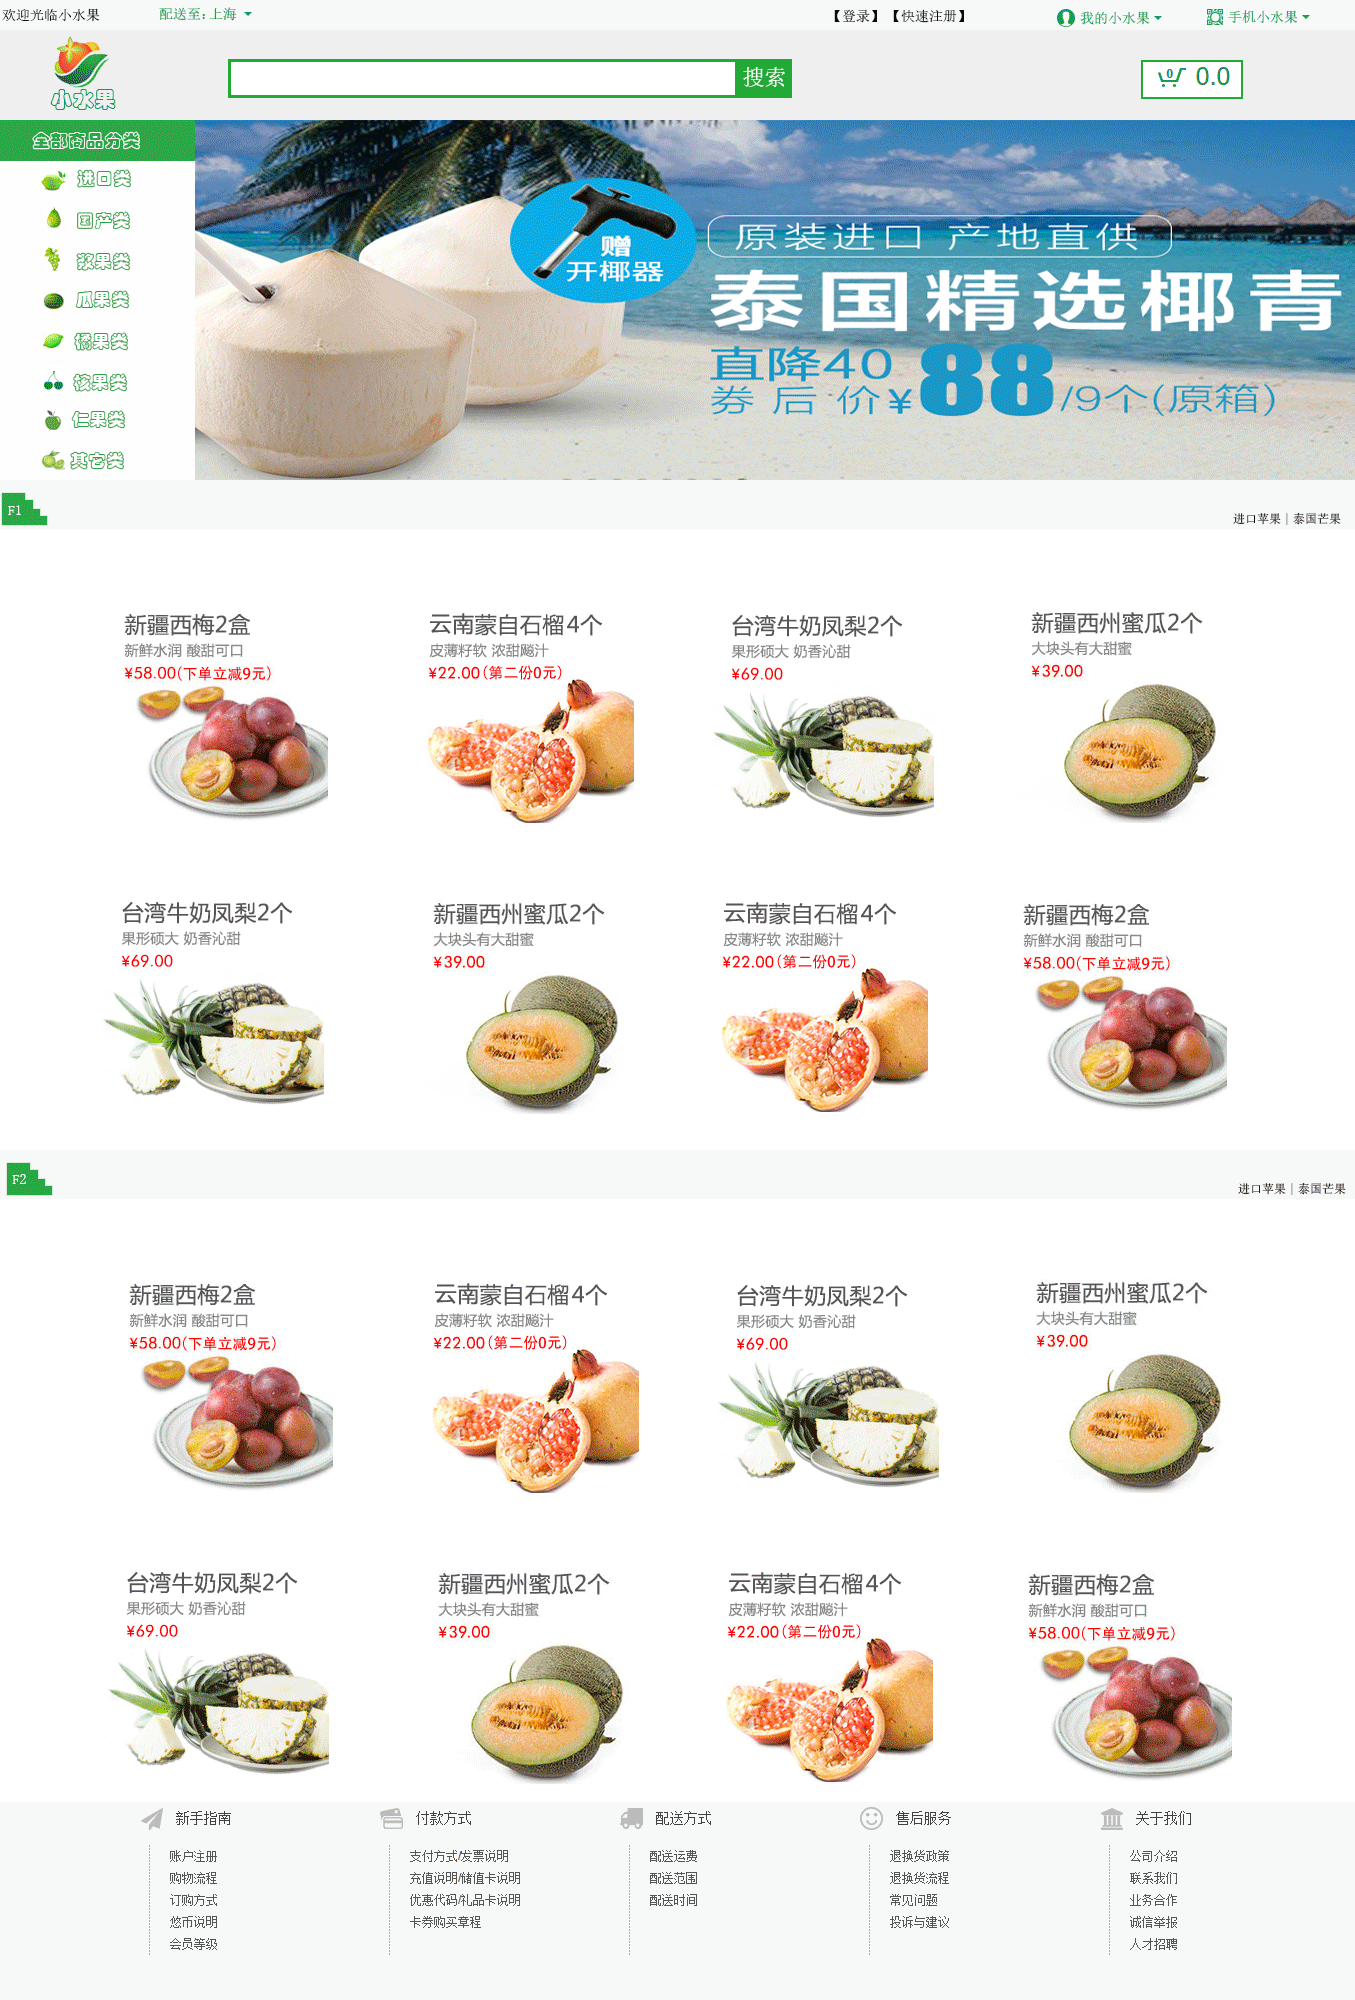 欢迎光临小水果
配送至: 上海
【登录】【快速注册】
我的小水果
手机小水果
小水果
搜索
0
0.0
全部商品分类
进口类
国产类
浆果类
瓜果类
橘果类
核果类
仁果类
其它类
赠
开椰器
原装进口 产地直供
泰国精选椰青
直降40
券后价¥88/9个(原箱)
F1
进口苹果 | 泰国芒果
新疆西梅2盒
新鲜水润 酸甜可口
¥58.00(下单立减9元)
云南蒙自石榴4个
皮薄籽软 浓甜飚汁
¥22.00(第二份0元)
台湾牛奶凤梨2个
果形硕大 奶香沁甜
¥69.00
新疆西州蜜瓜2个
大块头有大甜蜜
¥39.00
台湾牛奶凤梨2个
果形硕大 奶香沁甜
¥69.00
新疆西州蜜瓜2个
大块头有大甜蜜
¥39.00
云南蒙自石榴4个
皮薄籽软 浓甜飚汁
¥22.00(第二份0元)
新疆西梅2盒
新鲜水润 酸甜可口
¥58.00(下单立减9元)
F2
进口苹果 | 泰国芒果
新疆西梅2盒
新鲜水润 酸甜可口
¥58.00(下单立减9元)
云南蒙自石榴4个
皮薄籽软 浓甜飚汁
¥22.00(第二份0元)
台湾牛奶凤梨2个
果形硕大 奶香沁甜
¥69.00
新疆西州蜜瓜2个
大块头有大甜蜜
¥39.00
台湾牛奶凤梨2个
果形硕大 奶香沁甜
¥69.00
新疆西州蜜瓜2个
大块头有大甜蜜
¥39.00
云南蒙自石榴4个
皮薄籽软 浓甜飚汁
¥22.00(第二份0元)
新疆西梅2盒
新鲜水润 酸甜可口
¥58.00(下单立减9元)
新手指南
账户注册
购物流程
订购方式
悠币说明
会员等级
付款方式
支付方式/发票说明
充值说明/储值卡说明
优惠代码/礼品卡说明
卡券购买章程
配送方式
配送运费
配送范围
配送时间
售后服务
退换货政策
退换货流程
常见问题
投诉与建议
关于我们
公司介绍
联系我们
业务合作
诚信举报
人才招聘